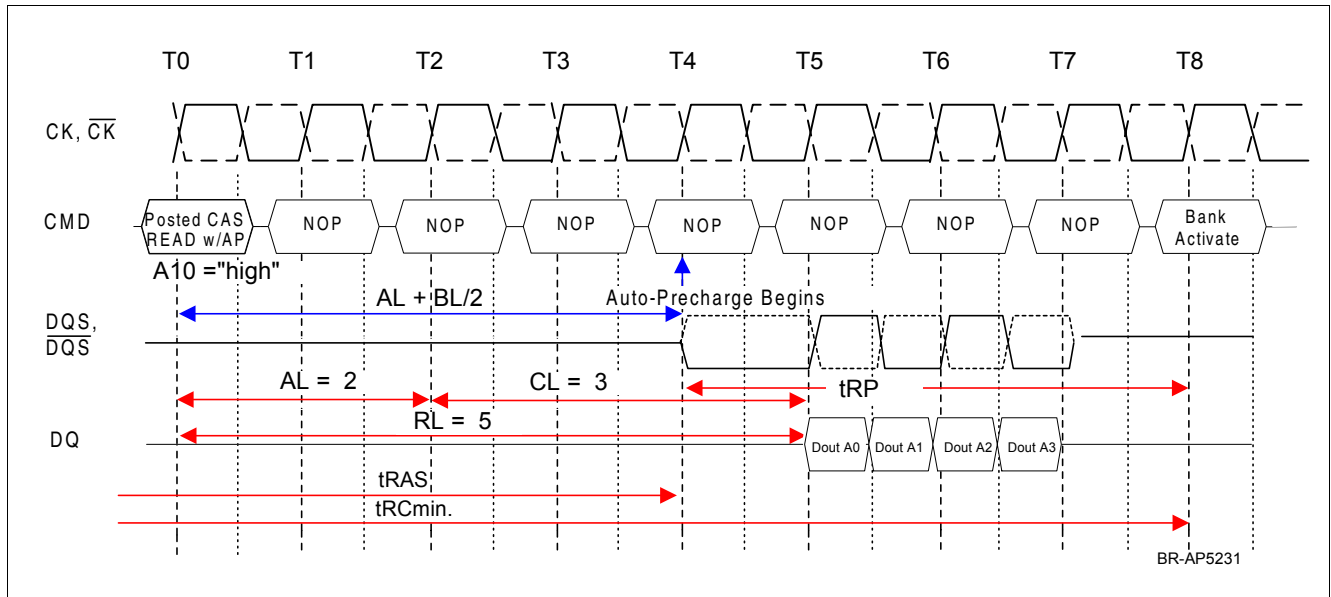 T0 T1 T2 T3 T4 T5 T6 T7 T8
CK, CK
CMD
Posted CAS
READ w/AP
NOP NOP NOP NOP NOP NOP NOP
Bank
Activate
A10 ="high"
AL + BL/2
Auto-Precharge Begins
DQS,
DQS
AL = 2
CL = 3
tRP
RL = 5
DQ
Dout A0 Dout A1 Dout A2 Dout A3
tRAS
tRCmin.
BR-AP5231